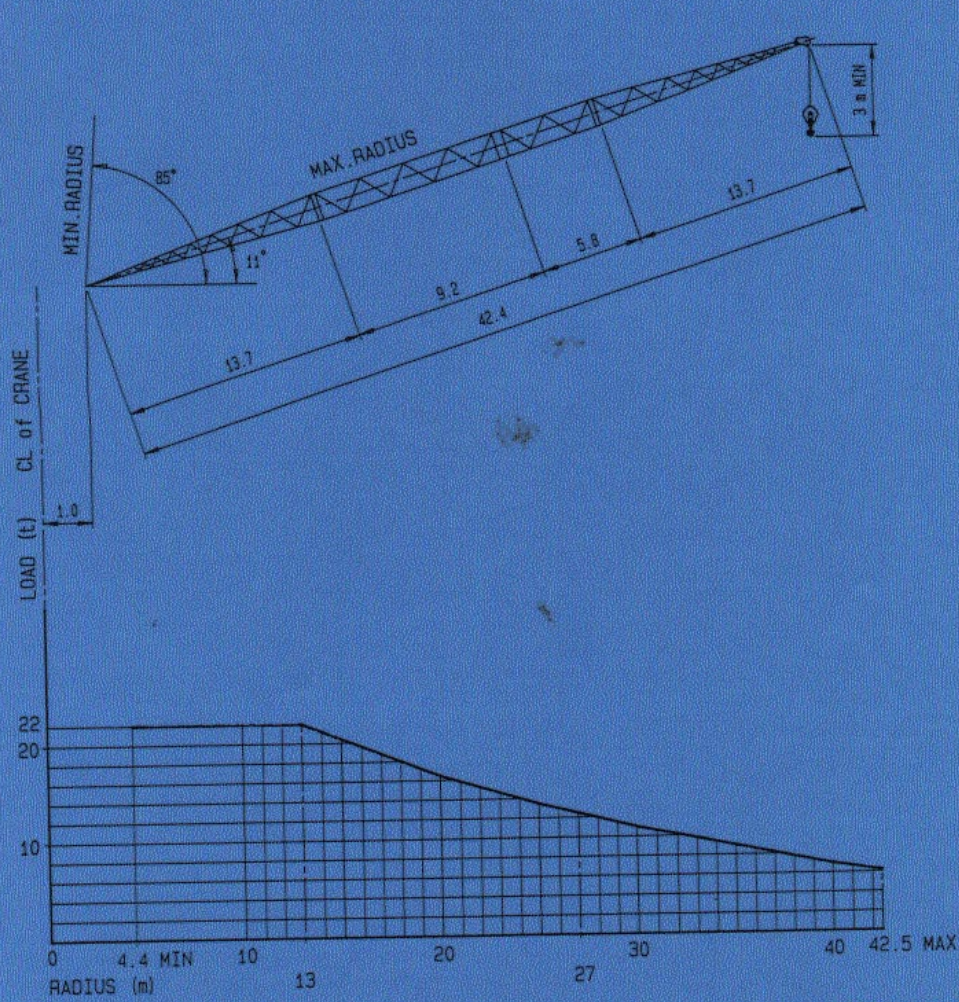 3 m MIN
MAX.RADIUS
MIN.RADIUS
85°
11°
13.7
5.8
9.2
42.4
13.7
CL of CRANE
1.0
LOAD (t)
22
20
10
0
4.4 MIN
10
20
30
40
42.5 MAX
13
27
RADIUS (m)